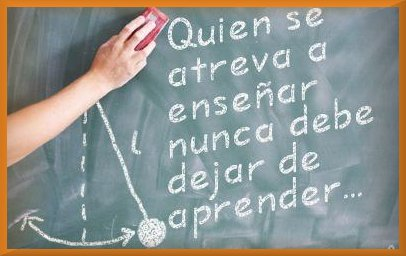 Quien se
atreva a
enseñar
nunca debe
dejar de
aprender...
L